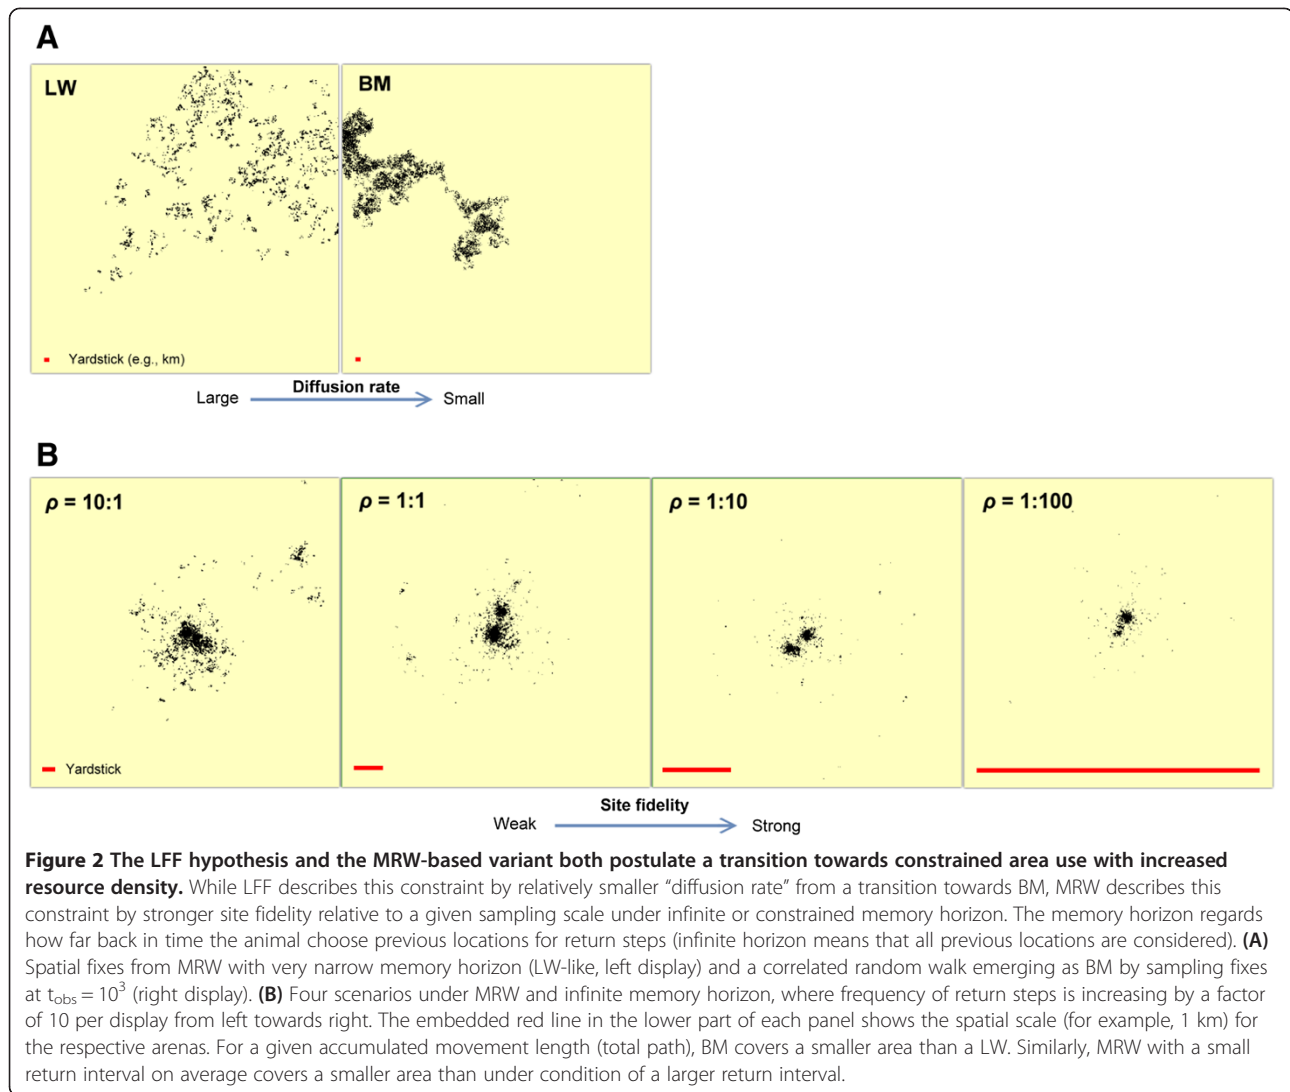 A
LW
BM
Yardstick (e.g., km)
Diffusion rate
Large
Small
B
ρ = 10:1
ρ = 1:1
ρ = 1:10
ρ = 1:100
Yardstick
Site fidelity
Weak
Strong
Figure 2 The LFF hypothesis and the MRW-based variant both postulate a transition towards constrained area use with increased
resource density. While LFF describes this constraint by relatively smaller “diffusion rate” from a transition towards BM, MRW describes this
constraint by stronger site fidelity relative to a given sampling scale under infinite or constrained memory horizon. The memory horizon regards
how far back in time the animal choose previous locations for return steps (infinite horizon means that all previous locations are considered). (A)
Spatial fixes from MRW with very narrow memory horizon (LW-like, left display) and a correlated random walk emerging as BM by sampling fixes
at t_obs = 10³ (right display). (B) Four scenarios under MRW and infinite memory horizon, where frequency of return steps is increasing by a factor
of 10 per display from left towards right. The embedded red line in the lower part of each panel shows the spatial scale (for example, 1 km) for
the respective arenas. For a given accumulated movement length (total path), BM covers a smaller area than a LW. Similarly, MRW with a small
return interval on average covers a smaller area than under condition of a larger return interval.